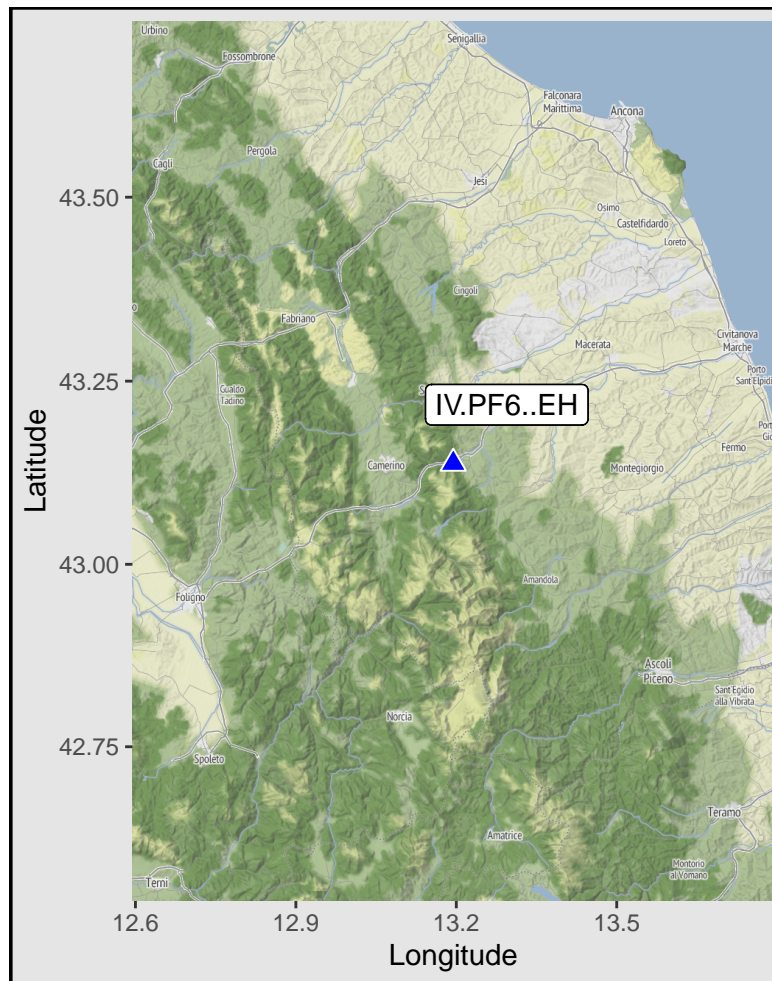 Urbino
Senigallia
Fossombrone
Falconara
Marittima
Ancona
Pergola
Cagli
Jesi
Osimo
Castelfidardo
Loreto
Cingoli
Fabriano
Civitanova
Marche
Macerata
Porto
Sant'Elpidio
Gualdo
Tadino
IV.PF6..EH
Fermo
Camerino
Montegiorgio
Amandola
Foligno
Ascoli
Piceno
Sant'Egidio
alla Vibrata
Norcia
Spoleto
Teramo
Amatrice
Montorio
al Vomano
Terni
43.50
43.25
43.00
42.75
Latitude
12.6
12.9
13.2
13.5
Longitude